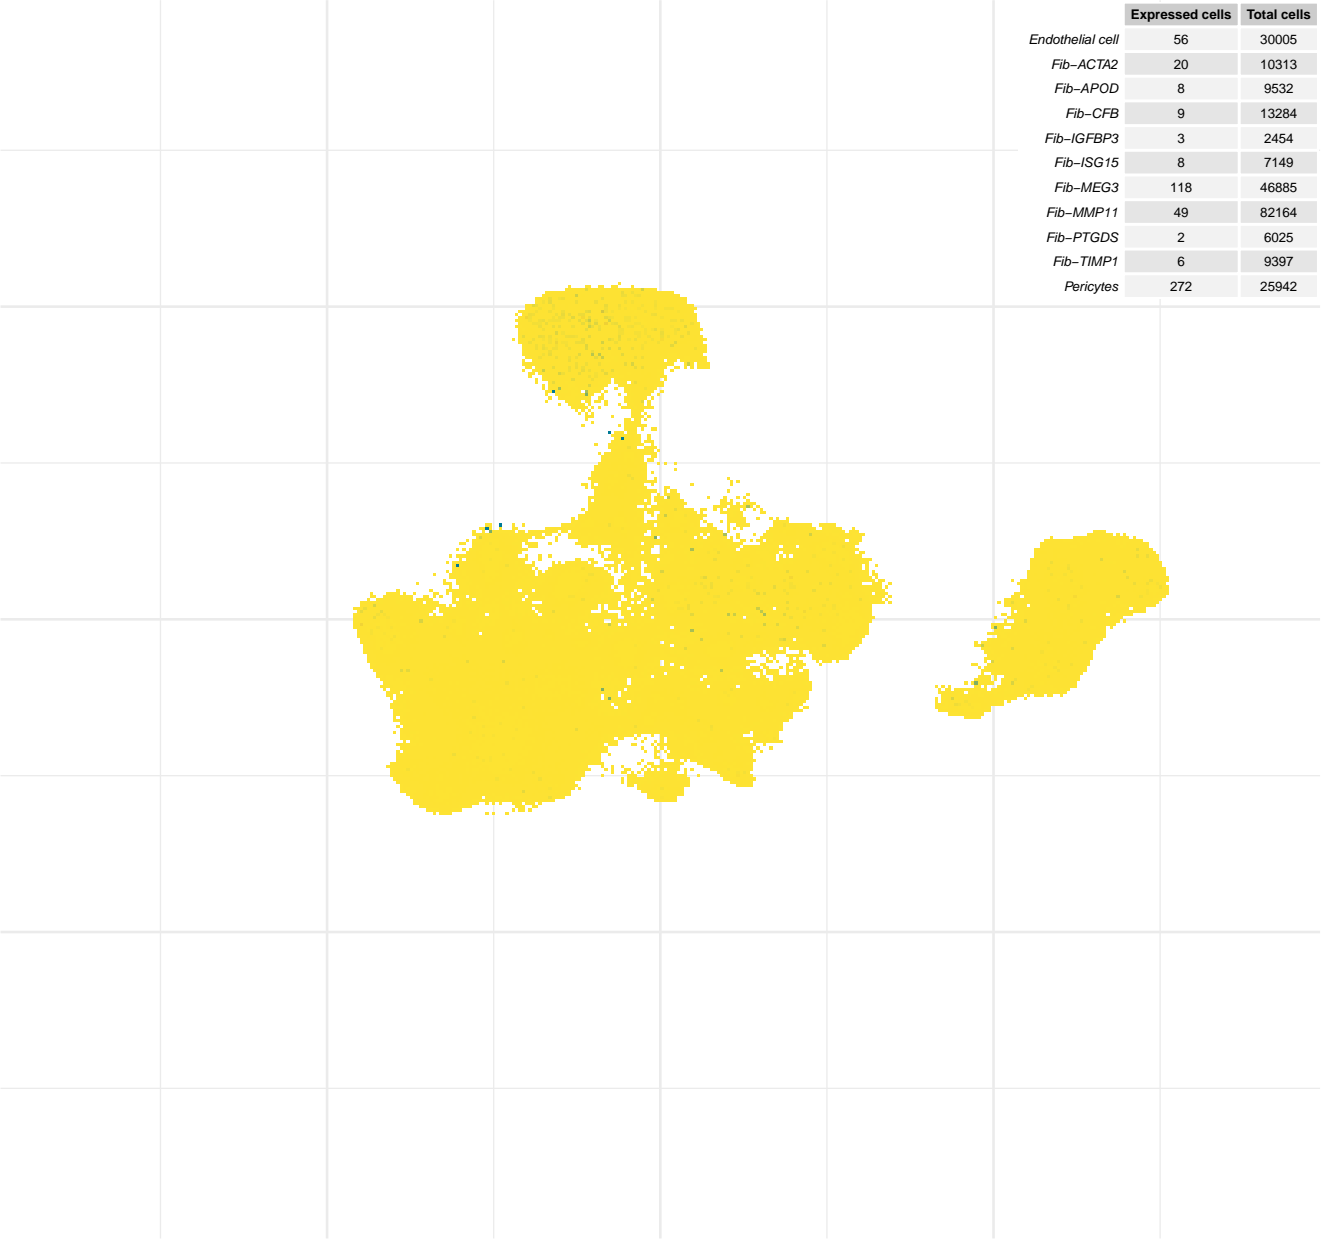 Expressed cells Total cells
Endothelial cell 56 30005
Fib−ACTA2 20 10313
Fib−APOD 8 9532
Fib−CFB 9 13284
Fib−IGFBP3 3 2454
Fib−ISG15 8 7149
Fib−MEG3 118 46885
Fib−MMP11 49 82164
Fib−PTGDS 2 6025
Fib−TIMP1 6 9397
Pericytes 272 25942